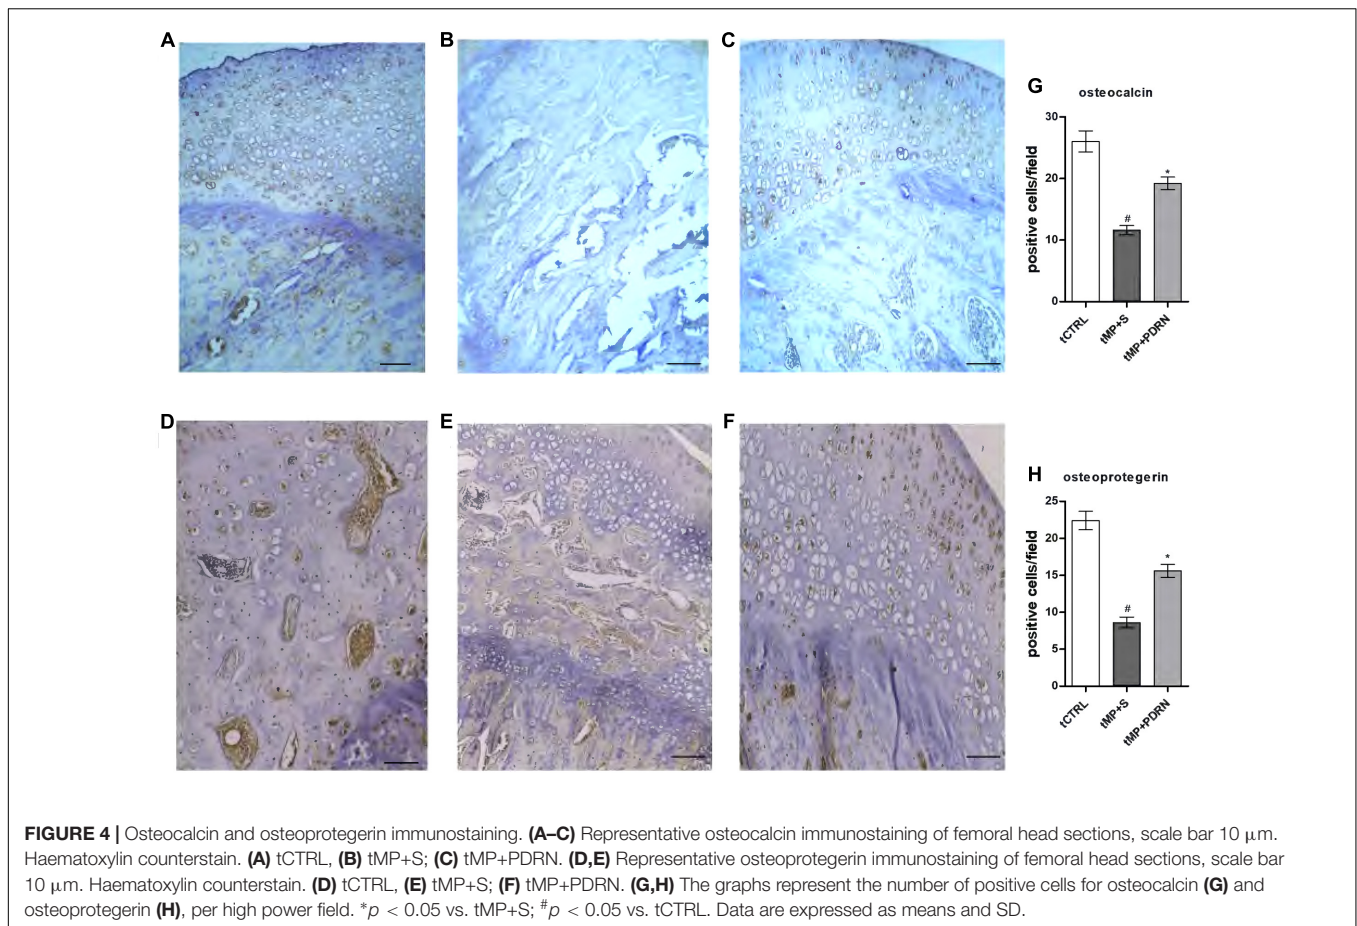 A
B
C
G
osteocalcin
30
20
10
0
positive cells/field
#
*
tCTRL
tMP+S
tMP+PDRN
D
E
F
H
osteoprotegerin
25
20
15
10
5
0
positive cells/field
#
*
tCTRL
tMP+S
tMP+PDRN
FIGURE 4 | Osteocalcin and osteoprotegerin immunostaining. (A–C) Representative osteocalcin immunostaining of femoral head sections, scale bar 10 μm.
Haematoxylin counterstain. (A) tCTRL, (B) tMP+S; (C) tMP+PDRN. (D,E) Representative osteoprotegerin immunostaining of femoral head sections, scale bar
10 μm. Haematoxylin counterstain. (D) tCTRL, (E) tMP+S; (F) tMP+PDRN. (G,H) The graphs represent the number of positive cells for osteocalcin (G) and
osteoprotegerin (H), per high power field. *p < 0.05 vs. tMP+S; #p < 0.05 vs. tCTRL. Data are expressed as means and SD.